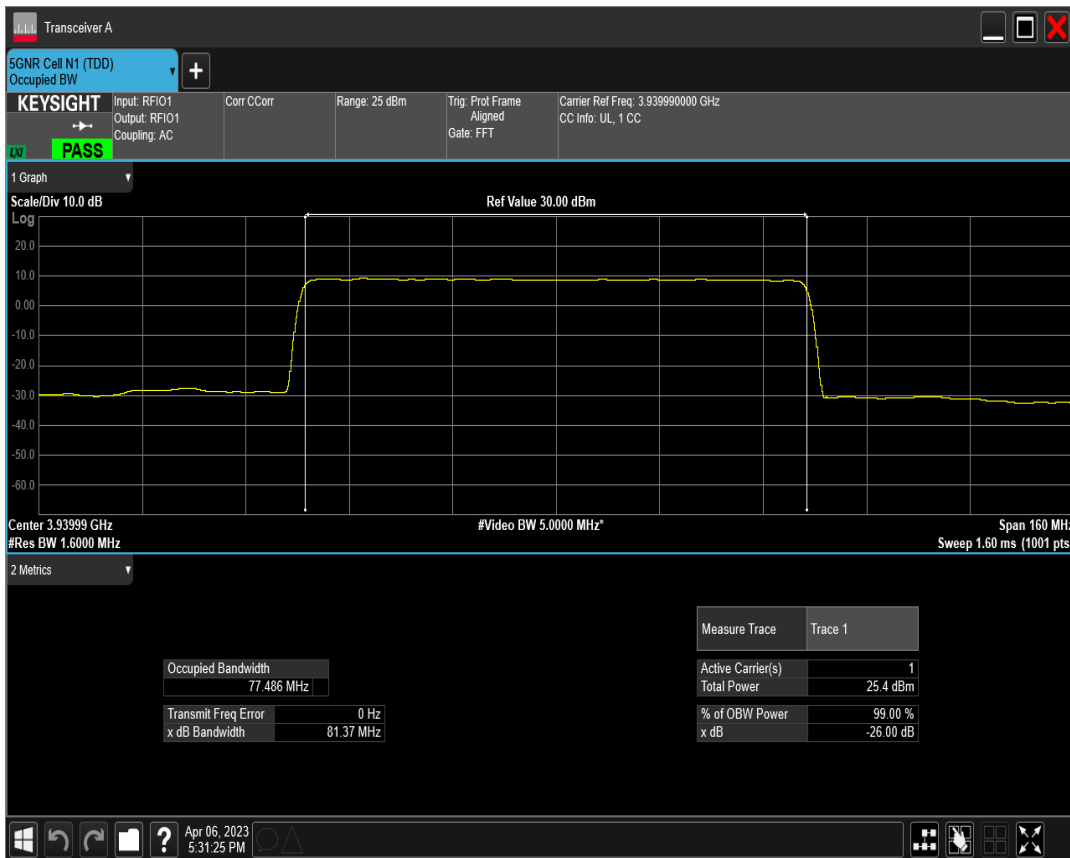 Transceiver A
5GNR Cell N1 (TDD)
Occupied BW
+
KEYSIGHT
Input: RFIO1
Output: RFIO1
Coupling: AC
Corr CCorr
Range: 25 dBm
Trig: Prot Frame
Aligned
Gate: FFT
Carrier Ref Freq: 3.939990000 GHz
CC Info: UL, 1 CC
LXI
PASS
1 Graph
Scale/Div 10.0 dB
Ref Value 30.00 dBm
Log
20.0
10.0
0.00
-10.0
-20.0
-30.0
-40.0
-50.0
-60.0
Center 3.93999 GHz
#Video BW 5.0000 MHz*
Span 160 MHz
#Res BW 1.6000 MHz
Sweep 1.60 ms (1001 pts
2 Metrics
Measure Trace Trace 1
Occupied Bandwidth
77.486 MHz
Active Carrier(s) 1
Total Power 25.4 dBm
Transmit Freq Error 0 Hz
x dB Bandwidth 81.37 MHz
% of OBW Power 99.00 %
x dB -26.00 dB
?
Apr 06, 2023
5:31:25 PM